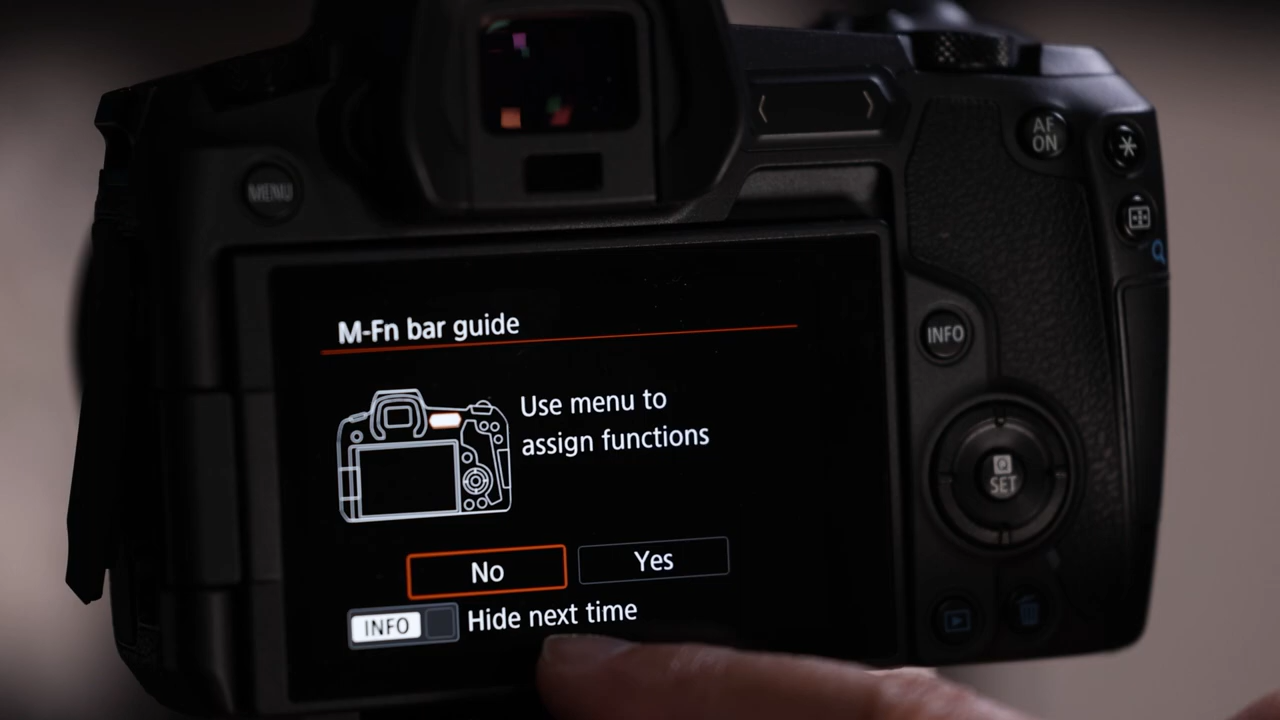 MENU
AF
ON
INFO
Q
SET
M-Fn bar guide
Use menu to
assign functions
No
Yes
INFO
Hide next time